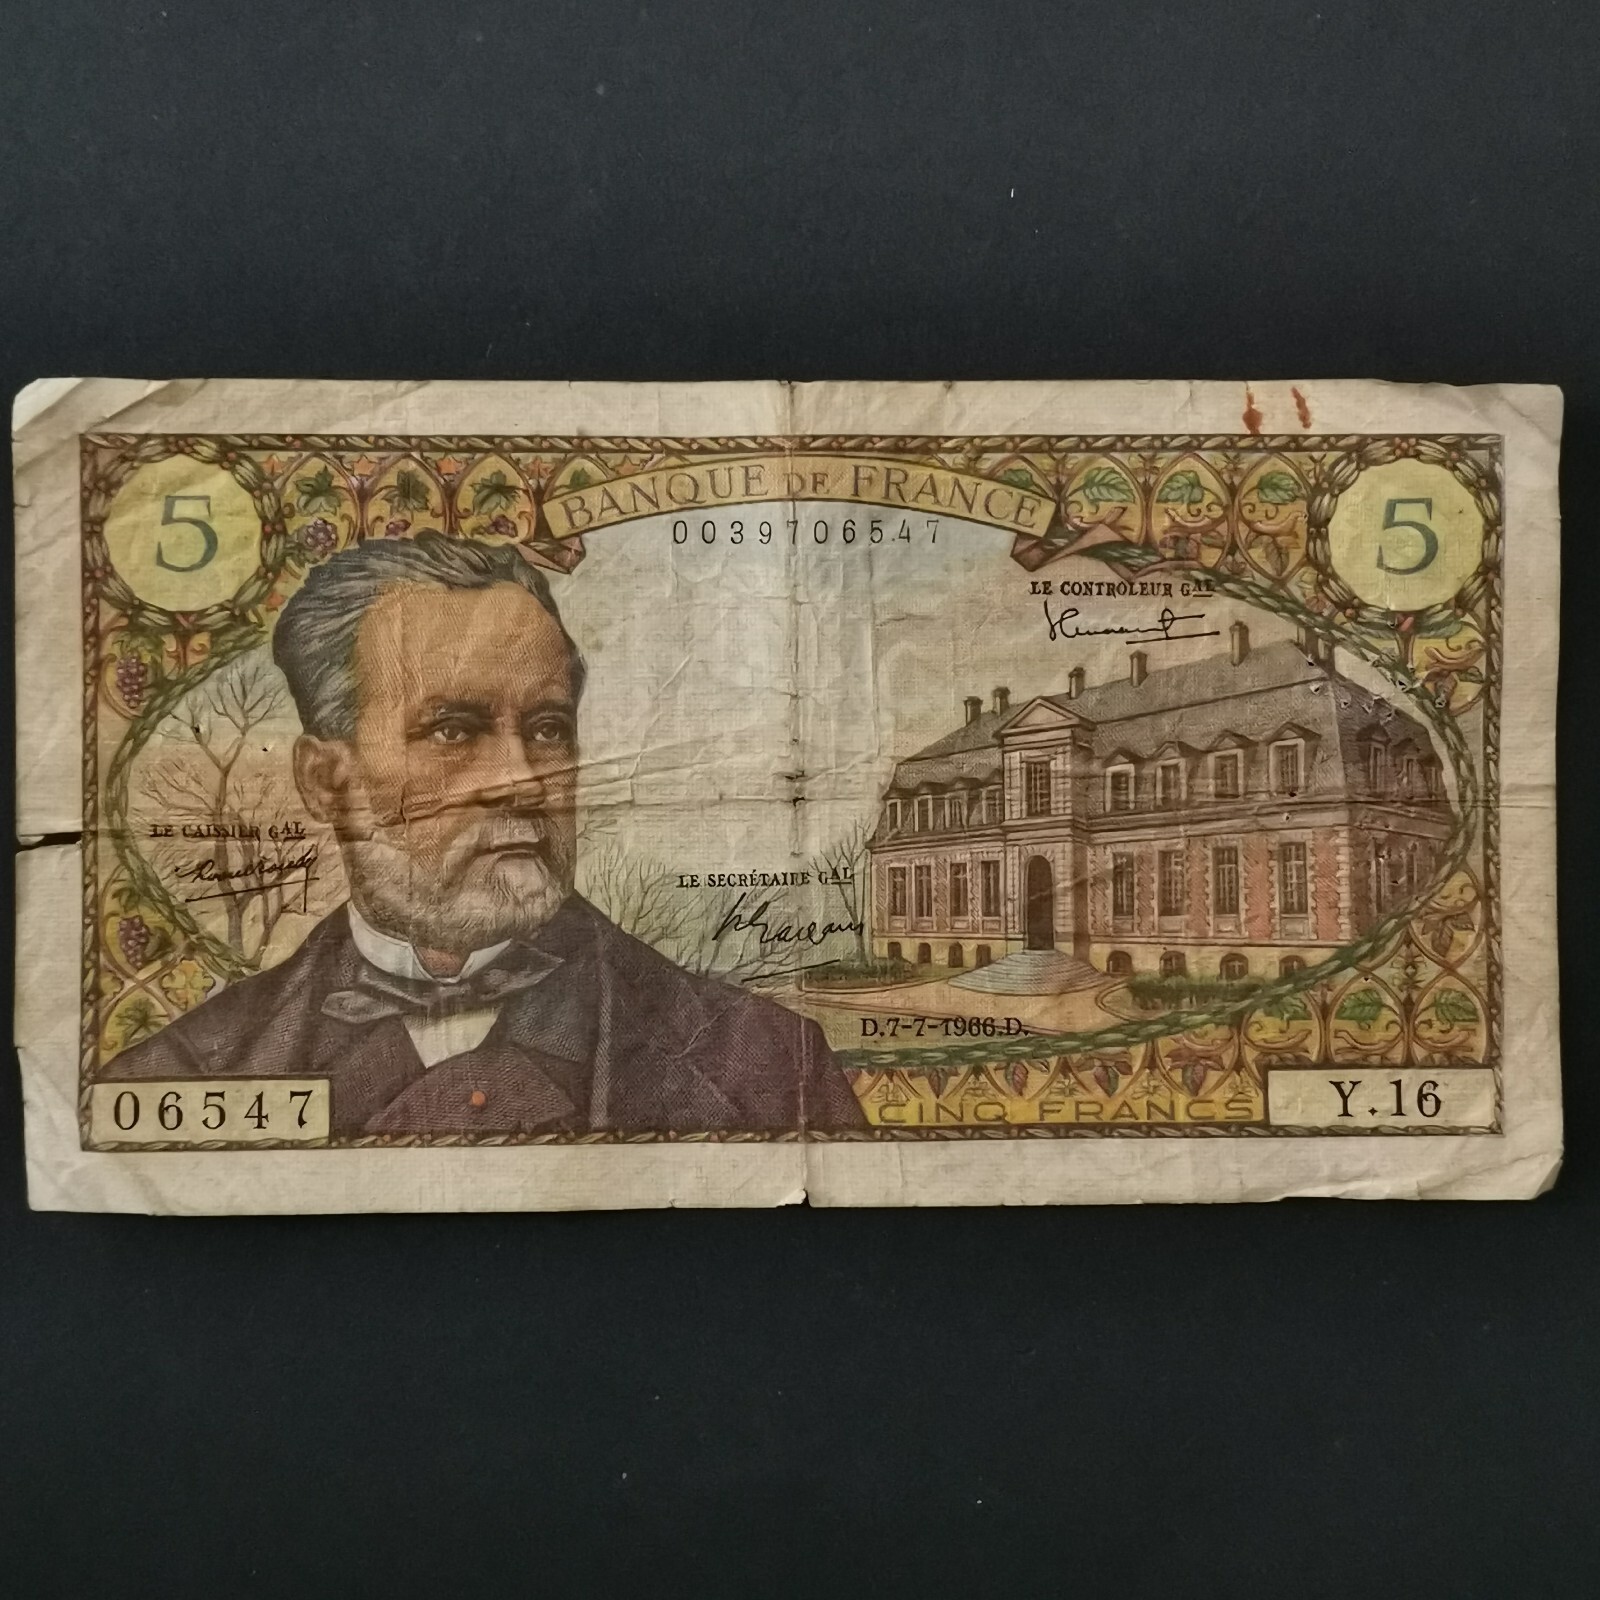 5
BANQUE DE FRANCE
5
0039706547
LE CONTROLEUR GAL
LE CAISSIER GAL
LE SECRÉTAIRE GAL
D.7-7-1966.D.
06547
CINQ FRANCS
Y.16